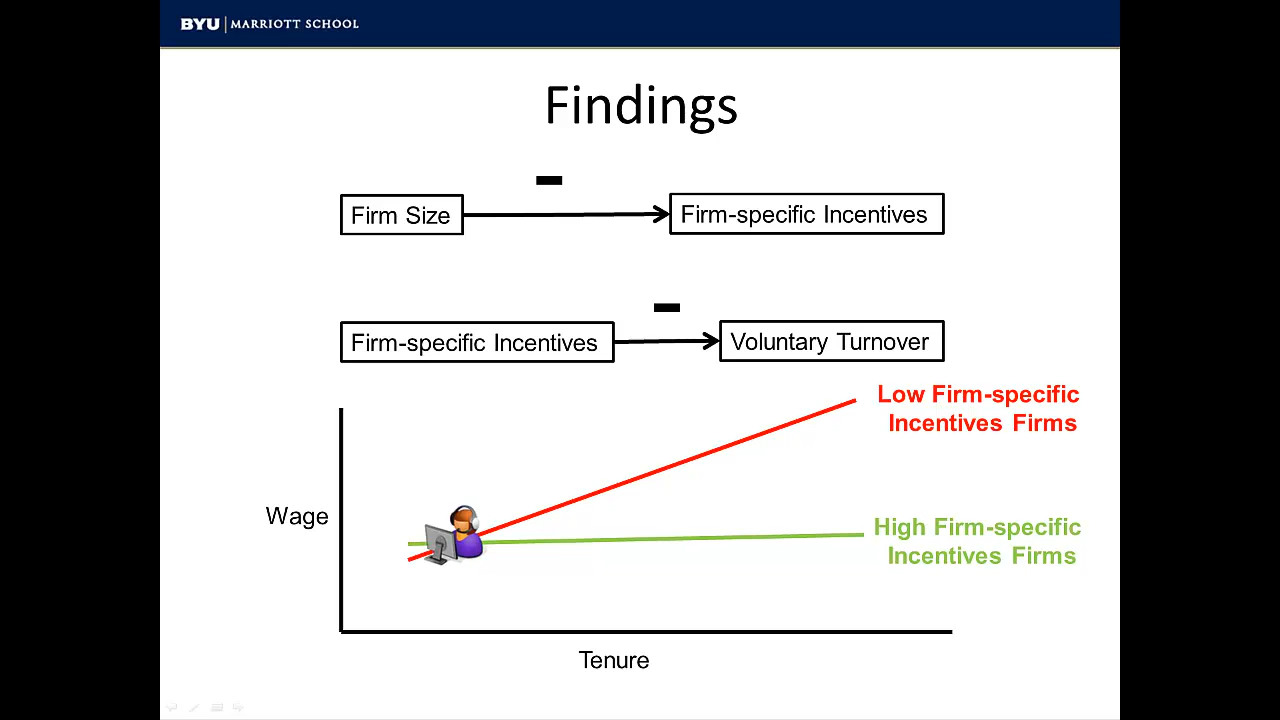 BYU | MARRIOTT SCHOOL
Findings
Firm Size
Firm-specific Incentives
Firm-specific Incentives
Voluntary Turnover
Low Firm-specific
Incentives Firms
Wage
High Firm-specific
Incentives Firms
Tenure